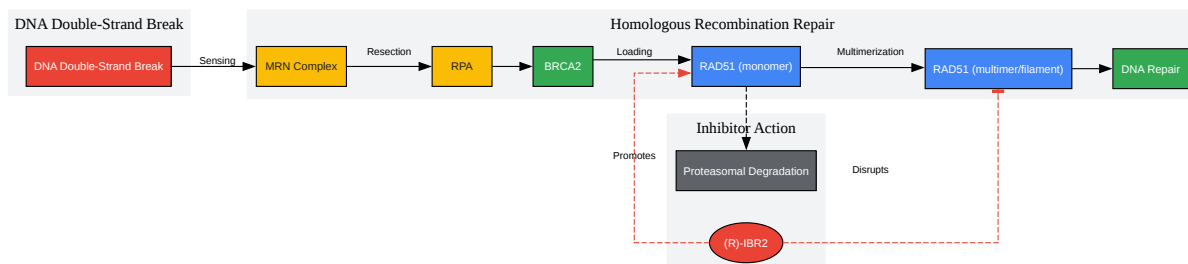 DNA Double-Strand Break
Homologous Recombination Repair
DNA Double-Strand Break
Sensing
MRN Complex
Resection
RPA
BRCA2
Loading
RAD51 (monomer)
Multimerization
RAD51 (multimer/filament)
DNA Repair
Inhibitor Action
Promotes
Proteasomal Degradation
Disrupts
(R)-IBR2